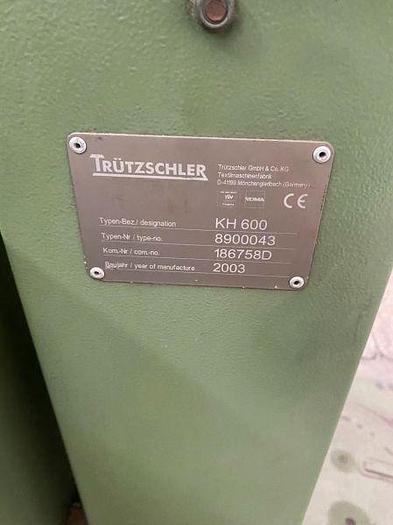 TRÜTZSCHLER
Trützschler GmbH & Co. KG
Textilmaschinenfabrik
D-41199 Mönchengladbach (Germany)
VDMA
CE
Typen-Bez./ designation KH 600
Typen-Nr / type-no. 8900043
Kom.-Nr / com.-no. 186758D
Baujahr / year of manufacture 2003